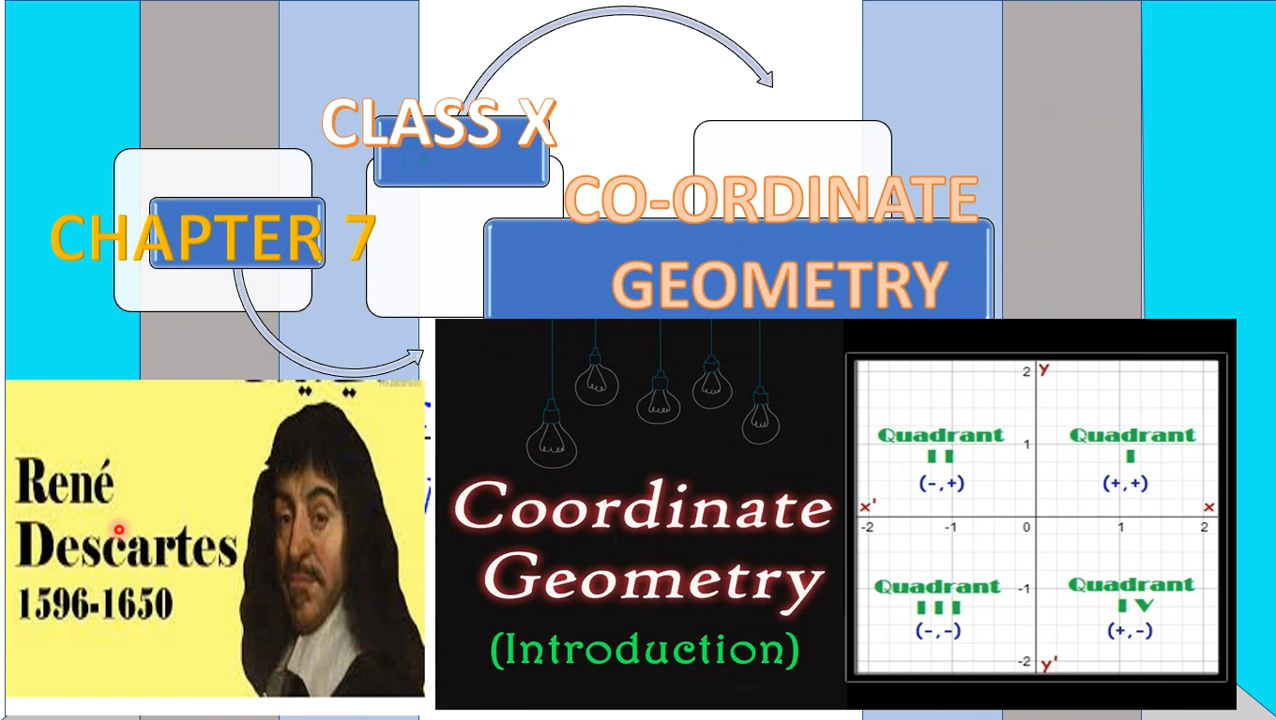 CLASS X
CHAPTER 7
CO-ORDINATE
GEOMETRY
René
Descartes
1596-1650
Coordinate
Geometry
(Introduction)
2
y
Quadrant
II
(-,+)
1
Quadrant
I
(+,+)
x'
x
-2
-1
0
1
2
Quadrant
III
(-,-)
-1
Quadrant
IV
(+,-)
-2
y'